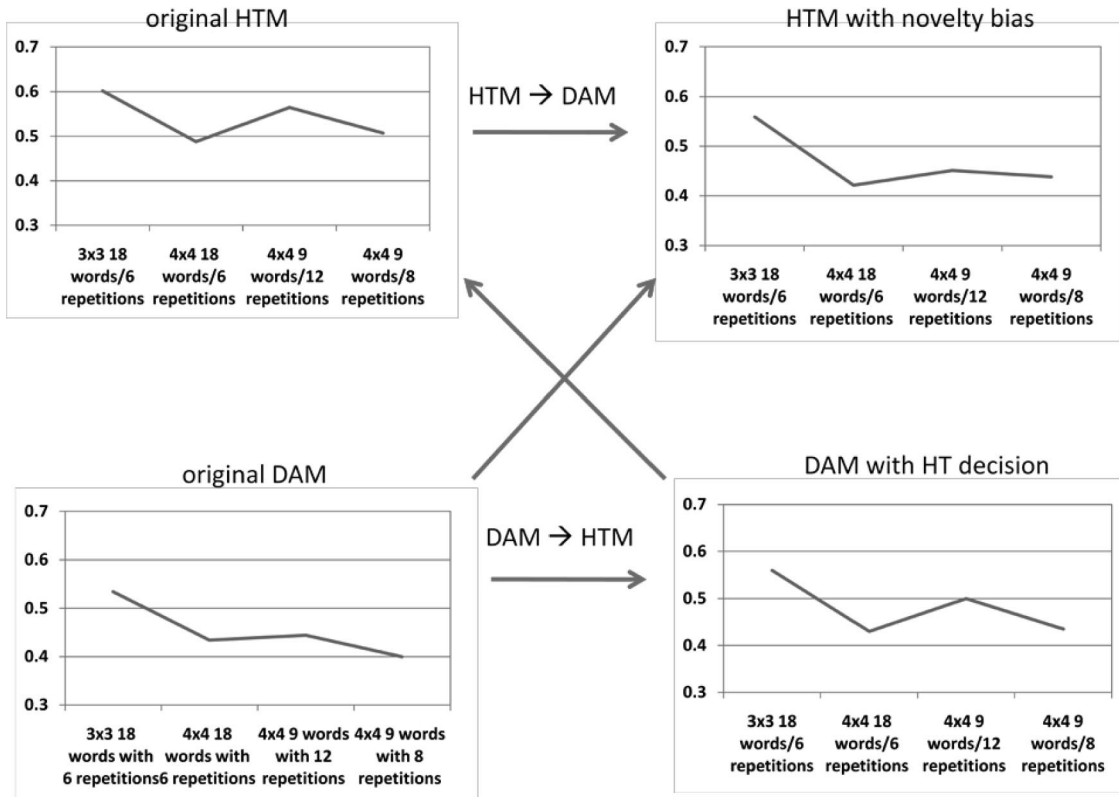 original HTM
0.7
0.6
0.5
0.4
0.3
3x3 18 4x4 18 4x4 9 4x4 9
words/6 words/6 words/12 words/8
repetitions repetitions repetitions repetitions
HTM → DAM
HTM with novelty bias
0.7
0.6
0.5
0.4
0.3
3x3 18 4x4 18 4x4 9 4x4 9
words/6 words/6 words/12 words/8
repetitions repetitions repetitions repetitions
original DAM
0.7
0.6
0.5
0.4
0.3
3x3 18 4x4 18 4x4 9 words 4x4 9 words
words with words with with 12 with 8
6 repetitions 6 repetitions repetitions repetitions
DAM → HTM
DAM with HT decision
0.7
0.6
0.5
0.4
0.3
3x3 18 4x4 18 4x4 9 4x4 9
words/6 words/6 words/12 words/8
repetitions repetitions repetitions repetitions